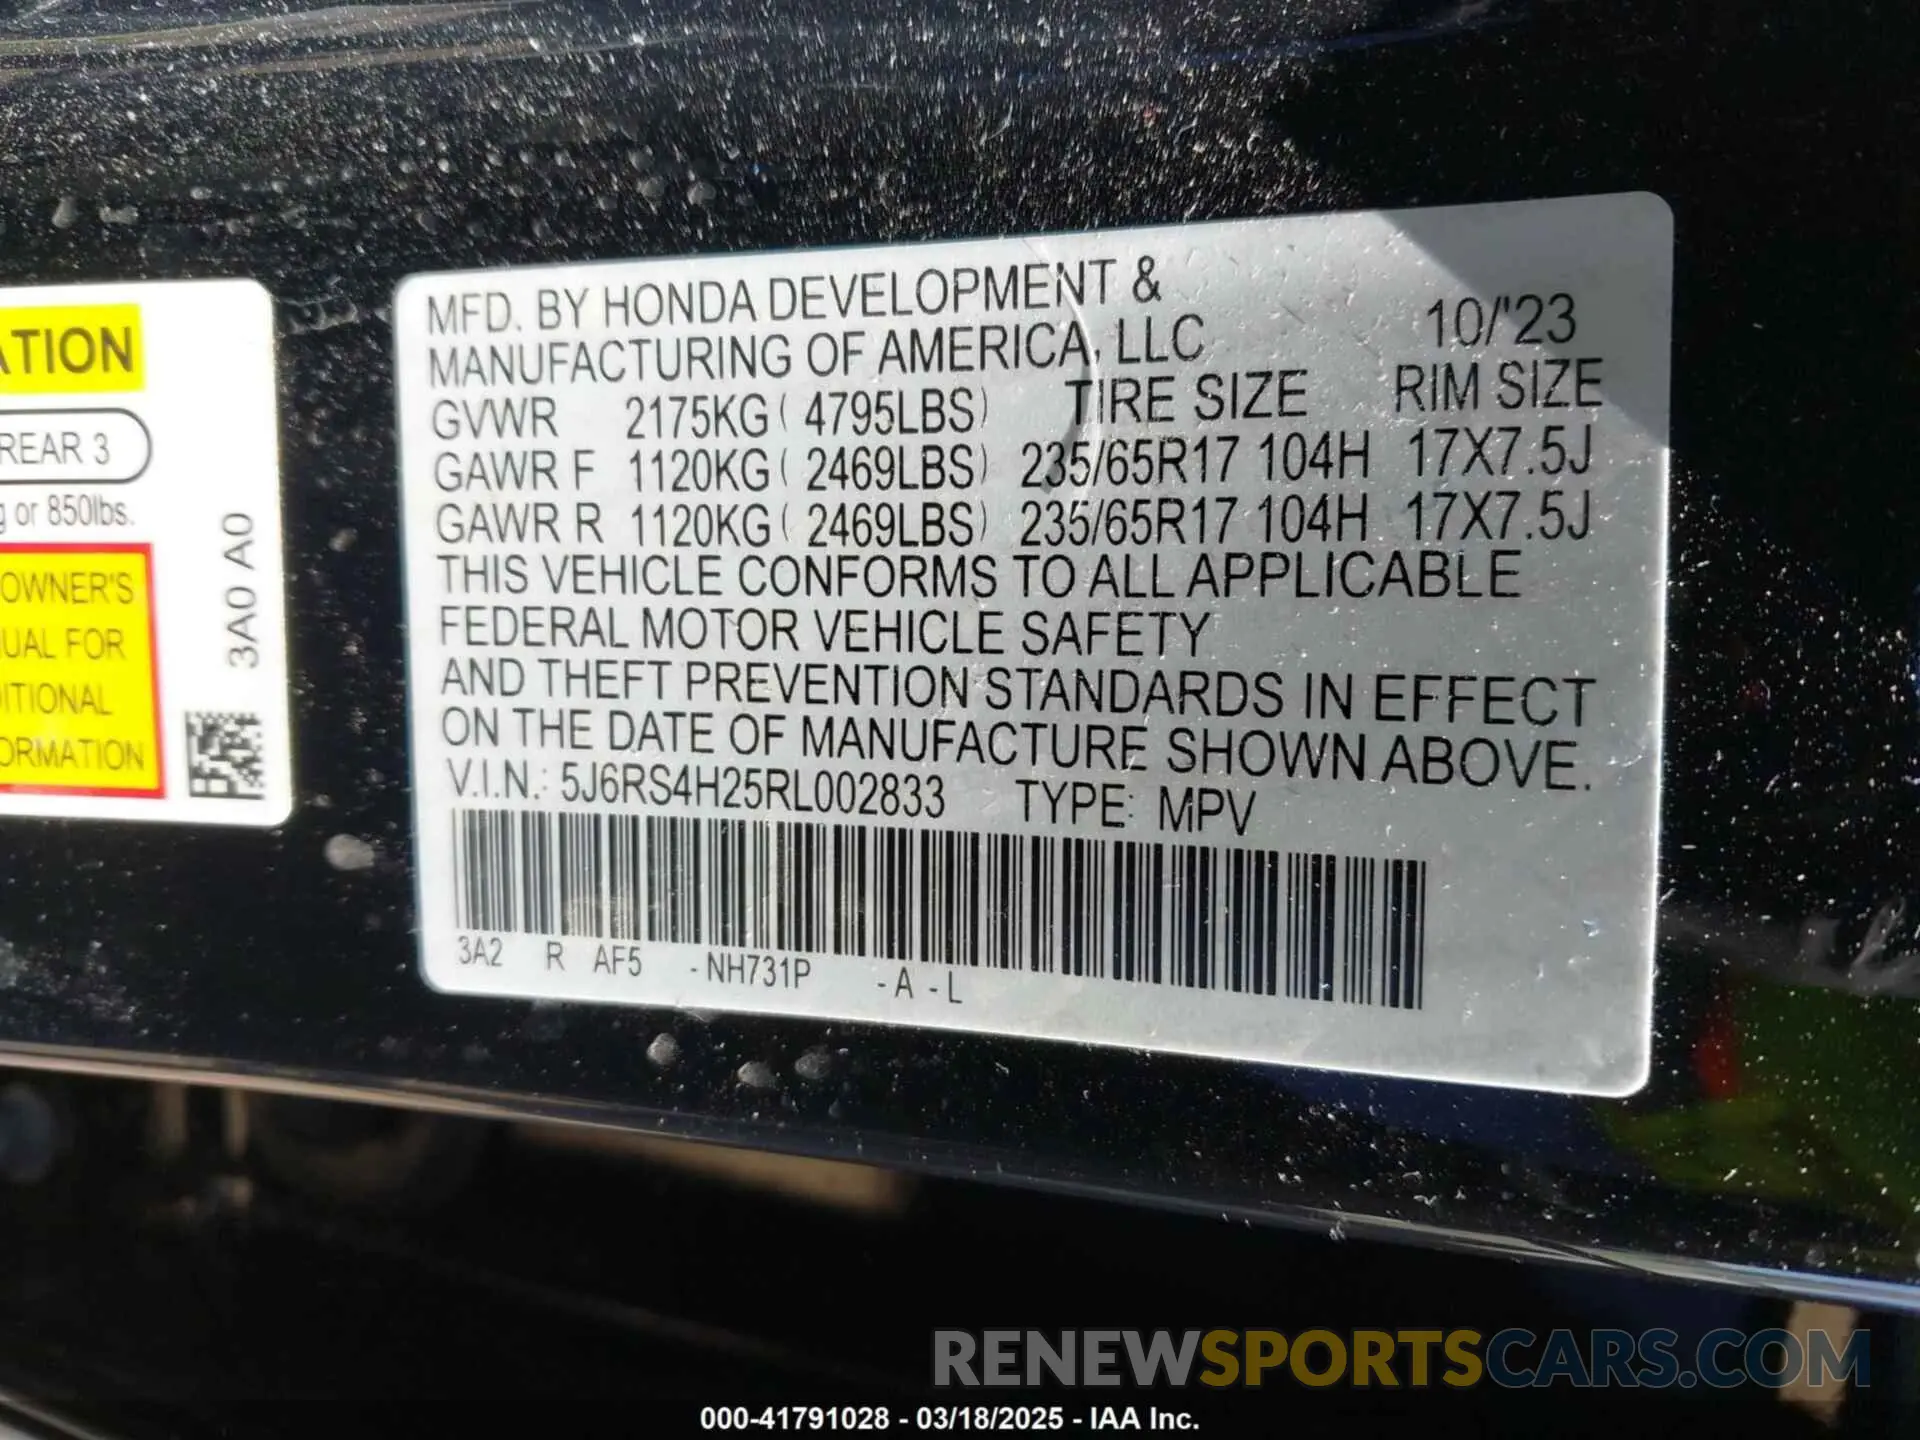 ATION
REAR 3
g or 850lbs.
OWNER'S
UAL FOR
ITIONAL
ORMATION
3A0 A0
MFD. BY HONDA DEVELOPMENT &
MANUFACTURING OF AMERICA, LLC 10/'23
GVWR 2175KG ( 4795LBS) TIRE SIZE RIM SIZE
GAWR F 1120KG ( 2469LBS) 235/65R17 104H 17X7.5J
GAWR R 1120KG ( 2469LBS) 235/65R17 104H 17X7.5J
THIS VEHICLE CONFORMS TO ALL APPLICABLE
FEDERAL MOTOR VEHICLE SAFETY
AND THEFT PREVENTION STANDARDS IN EFFECT
ON THE DATE OF MANUFACTURE SHOWN ABOVE.
V.I.N.: 5J6RS4H25RL002833 TYPE: MPV
3A2 R AF5 -NH731P -A-L
RENEWSPORTSCARS.COM
000-41791028 - 03/18/2025 - IAA Inc.